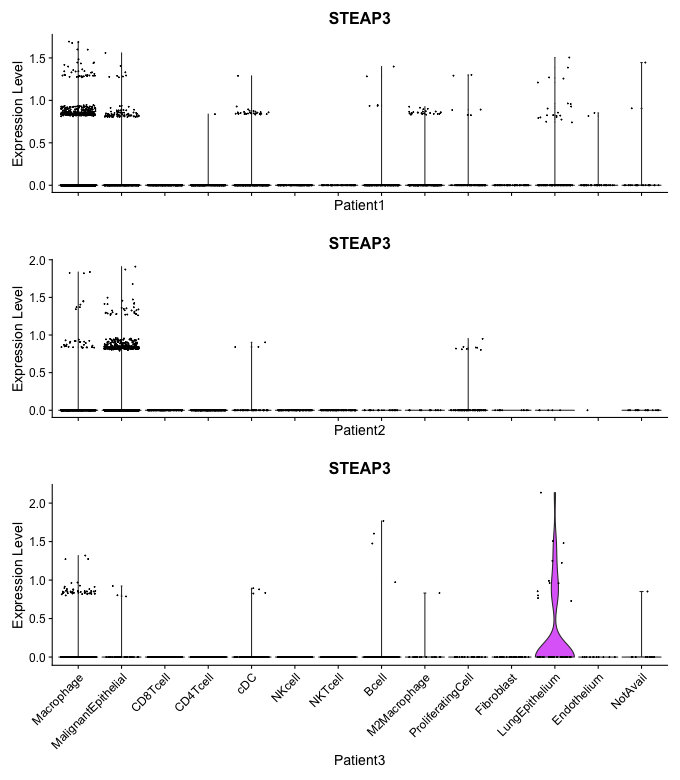 STEAP3
Expression Level
1.5
1.0
0.5
0.0
Patient1
STEAP3
Expression Level
2.0
1.5
1.0
0.5
0.0
Patient2
STEAP3
Expression Level
2.0
1.5
1.0
0.5
0.0
Macrophage
MalignantEpithelial
CD8Tcell
CD4Tcell
cDC
NKcell
NKTcell
Bcell
M2Macrophage
ProliferatingCell
Fibroblast
LungEpithelium
Endothelium
NotAvail
Patient3